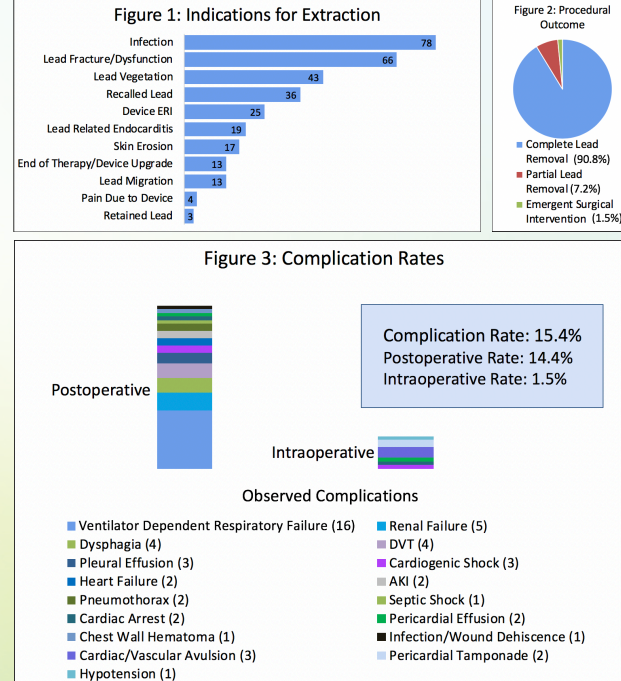 Figure 1: Indications for Extraction
Infection 78
Lead Fracture/Dysfunction 66
Lead Vegetation 43
Recalled Lead 36
Device ERI 25
Lead Related Endocarditis 19
Skin Erosion 17
End of Therapy/Device Upgrade 13
Lead Migration 13
Pain Due to Device 4
Retained Lead 3
Figure 2: Procedural
Outcome
Complete Lead
Removal (90.8%)
Partial Lead
Removal (7.2%)
Emergent Surgical
Intervention (1.5%)
Figure 3: Complication Rates
Complication Rate: 15.4%
Postoperative Rate: 14.4%
Intraoperative Rate: 1.5%
Postoperative
Intraoperative
Observed Complications
Ventilator Dependent Respiratory Failure (16) Renal Failure (5)
Dysphagia (4) DVT (4)
Pleural Effusion (3) Cardiogenic Shock (3)
Heart Failure (2) AKI (2)
Pneumothorax (2) Septic Shock (1)
Cardiac Arrest (2) Pericardial Effusion (2)
Chest Wall Hematoma (1) Infection/Wound Dehiscence (1)
Cardiac/Vascular Avulsion (3) Pericardial Tamponade (2)
Hypotension (1)